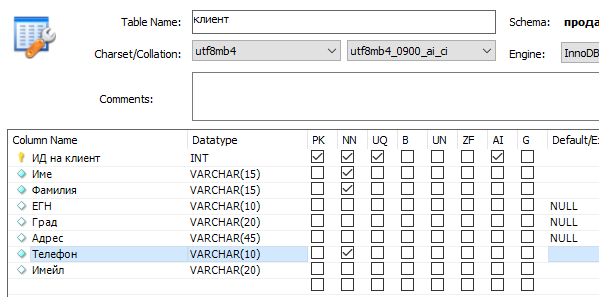 Table Name: клиент Schema: прода
Charset/Collation: utf8mb4 utf8mb4_0900_ai_ci Engine: InnoDB
Comments:
Column Name Datatype PK NN UQ B UN ZF AI G Default/Ex
ИД на клиент INT
Име VARCHAR(15)
Фамилия VARCHAR(15)
ЕГН VARCHAR(10) NULL
Град VARCHAR(20) NULL
Адрес VARCHAR(45) NULL
Телефон VARCHAR(10)
Имейл VARCHAR(20)